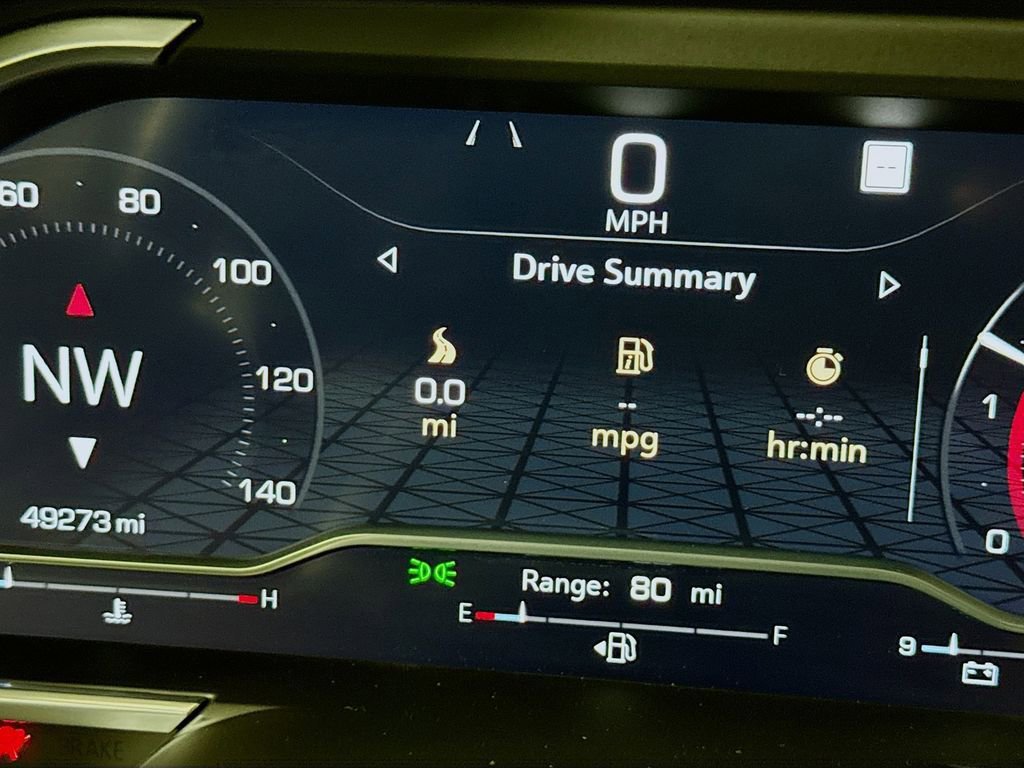 0
--
MPH
60
80
100
120
140
Drive Summary
NW
0.0
mi
--
mpg
--:--
hr:min
1
0
49273 mi
H
Range: 80 mi
E
F
9
BRAKE